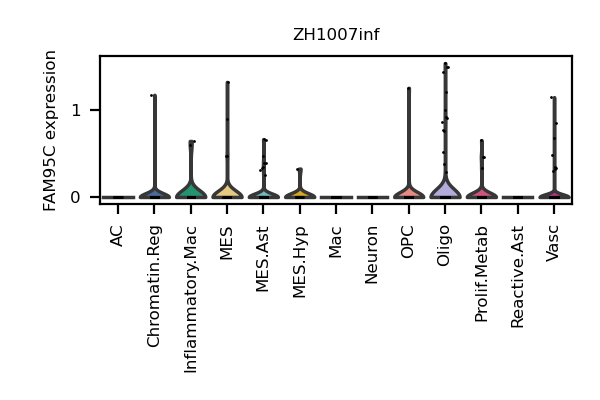 ZH1007inf
FAM95C expression
1
0
AC
Chromatin.Reg
Inflammatory.Mac
MES
MES.Ast
MES.Hyp
Mac
Neuron
OPC
Oligo
Prolif.Metab
Reactive.Ast
Vasc